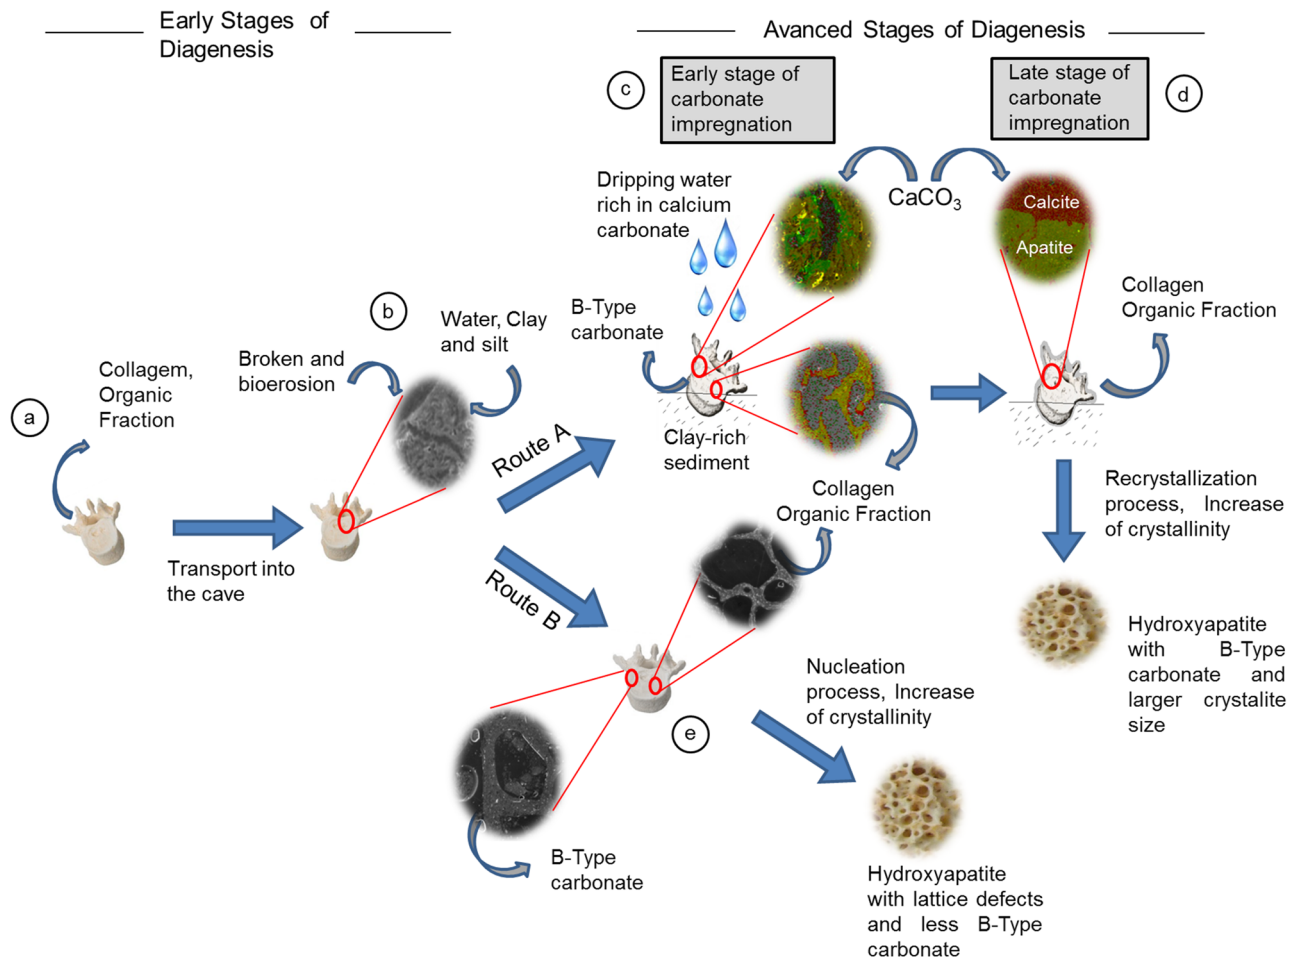 Early Stages of
Diagenesis
Avanced Stages of Diagenesis
c
Early stage of
carbonate
impregnation
Late stage of
carbonate
impregnation
d
Dripping water
rich in calcium
carbonate
CaCO₃
Calcite
Apatite
Collagen
Organic Fraction
B-Type
carbonate
b
Water, Clay
and silt
Broken and
bioerosion
Collagem,
Organic
Fraction
a
Route A
Clay-rich
sediment
Collagen
Organic Fraction
Recrystallization
process, Increase
of crystallinity
Transport into
the cave
Route B
Hydroxyapatite
with B-Type
carbonate and
larger crystalite
size
Nucleation
process, Increase
of crystallinity
e
B-Type
carbonate
Hydroxyapatite
with lattice defects
and less B-Type
carbonate